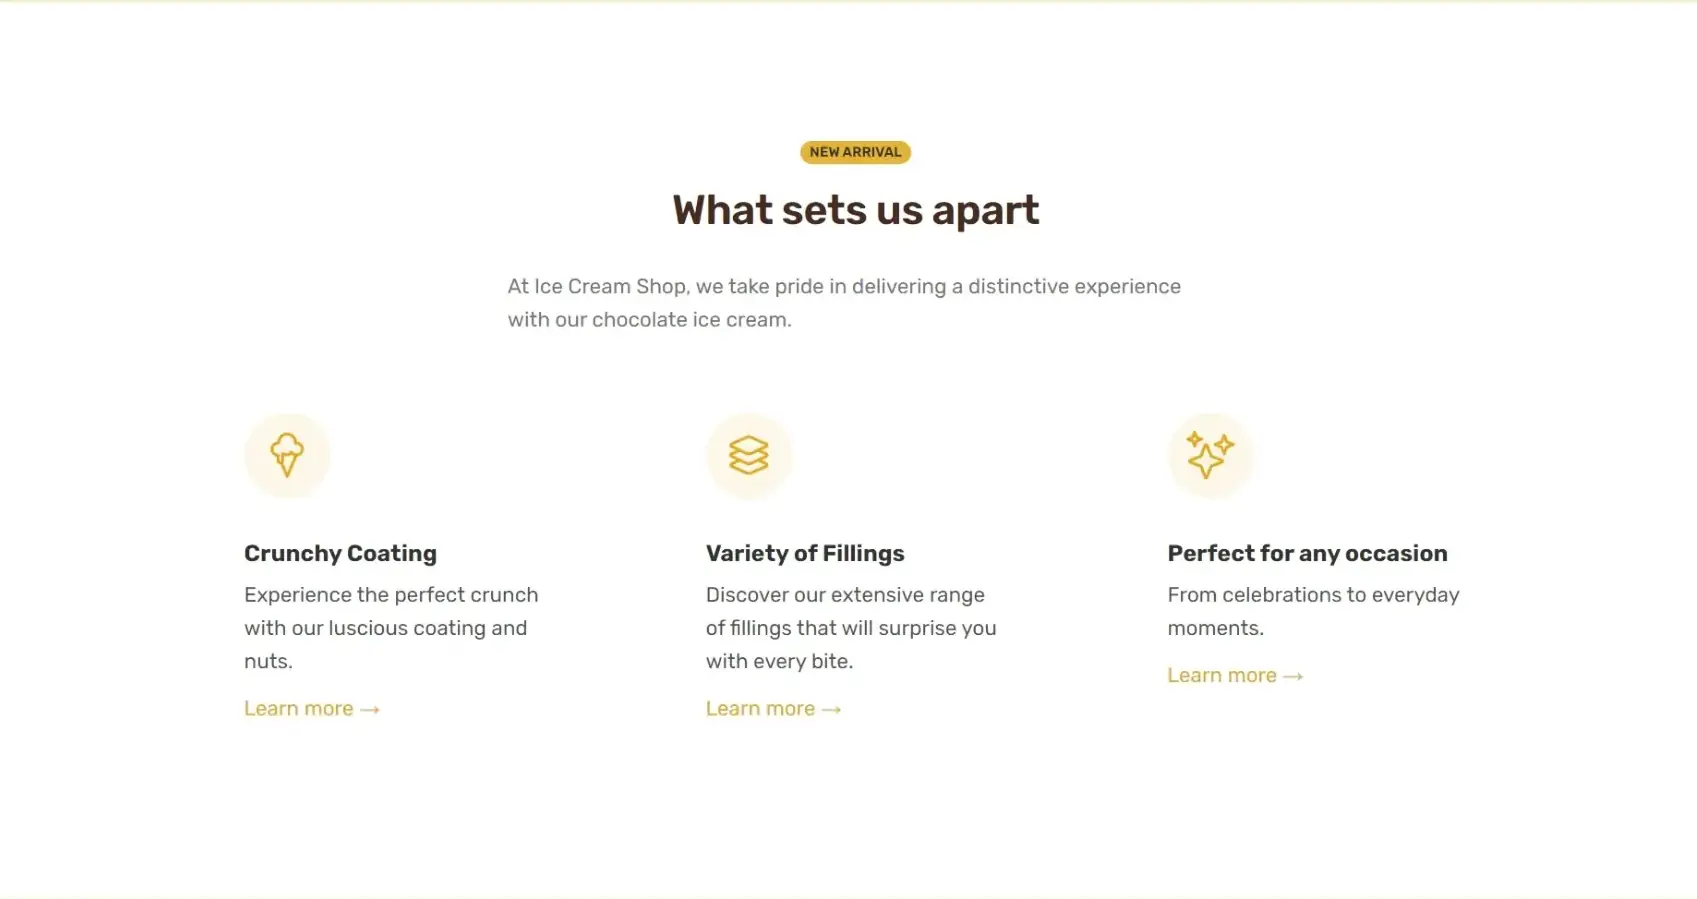 NEW ARRIVAL
What sets us apart
At Ice Cream Shop, we take pride in delivering a distinctive experience
with our chocolate ice cream.
Crunchy Coating
Experience the perfect crunch
with our luscious coating and
nuts.
Learn more →
Variety of Fillings
Discover our extensive range
of fillings that will surprise you
with every bite.
Learn more →
Perfect for any occasion
From celebrations to everyday
moments.
Learn more →